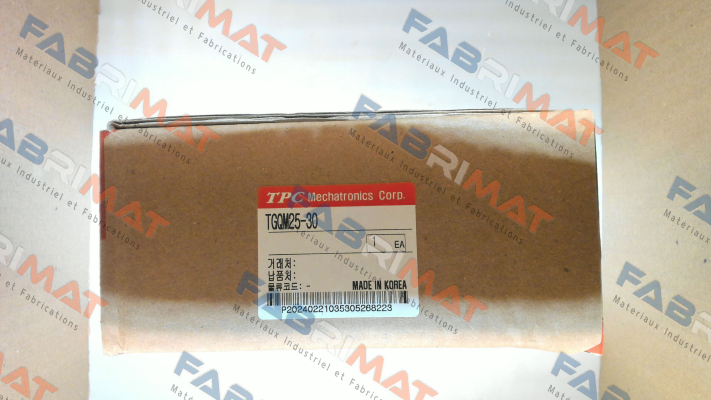 TPC Mechatronics Corp.
TGQM25-30
1 EA
거래처:
납품처:
물류코드: -
MADE IN KOREA
P20240221035305268223
FABRIMAT
Matériaux Industriel et Fabrications